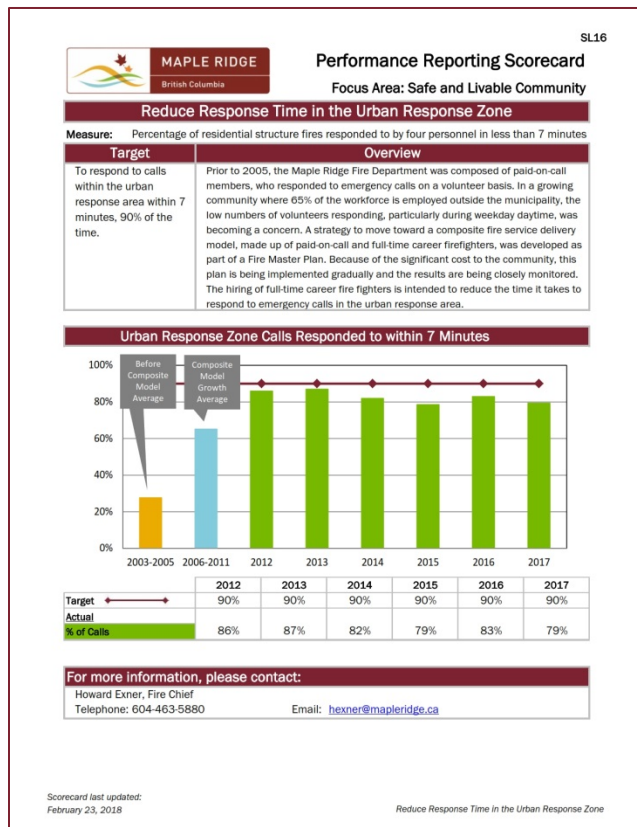 SL16
MAPLE RIDGE
British Columbia
Performance Reporting Scorecard
Focus Area: Safe and Livable Community
Reduce Response Time in the Urban Response Zone
Measure: Percentage of residential structure fires responded to by four personnel in less than 7 minutes
Target
To respond to calls
within the urban
response area within 7
minutes, 90% of the
time.
Overview
Prior to 2005, the Maple Ridge Fire Department was composed of paid-on-call
members, who responded to emergency calls on a volunteer basis. In a growing
community where 65% of the workforce is employed outside the municipality, the
low numbers of volunteers responding, particularly during weekday daytime, was
becoming a concern. A strategy to move toward a composite fire service delivery
model, made up of paid-on-call and full-time career firefighters, was developed as
part of a Fire Master Plan. Because of the significant cost to the community, this
plan is being implemented gradually and the results are being closely monitored.
The hiring of full-time career fire fighters is intended to reduce the time it takes to
respond to emergency calls in the urban response area.
Urban Response Zone Calls Responded to within 7 Minutes
100%
80%
60%
40%
20%
0%
Before
Composite
Model
Average
Composite
Model
Growth
Average
2003-2005 2006-2011 2012 2013 2014 2015 2016 2017
2012 2013 2014 2015 2016 2017
Target 90% 90% 90% 90% 90% 90%
Actual
% of Calls 86% 87% 82% 79% 83% 79%
For more information, please contact:
Howard Exner, Fire Chief
Telephone: 604-463-5880 Email: hexner@mapleridge.ca
Scorecard last updated:
February 23, 2018
Reduce Response Time in the Urban Response Zone